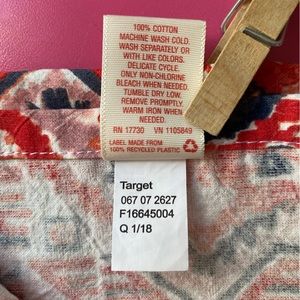 100% COTTON
MACHINE WASH COLD.
WASH SEPARATELY OR
WITH LIKE COLORS.
DELICATE CYCLE.
ONLY NON-CHLORINE
BLEACH WHEN NEEDED.
TUMBLE DRY LOW.
REMOVE PROMPTLY.
WARM IRON WHEN
NEEDED.
RN 17730 VN 1105849
LABEL MADE FROM
100% RECYCLED PLASTIC
Target
067 07 2627
F16645004
Q 1/18